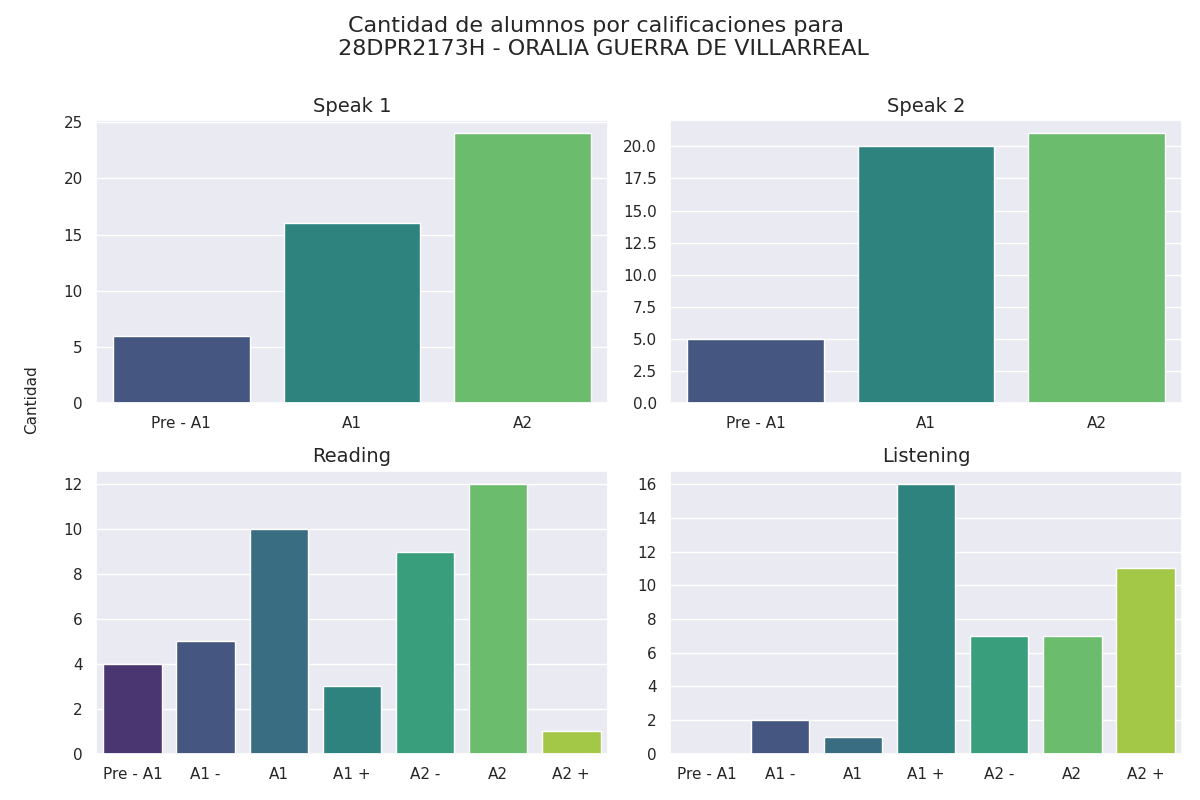 Cantidad de alumnos por calificaciones para
28DPR2173H - ORALIA GUERRA DE VILLARREAL
Cantidad
Speak 1
25
20
15
10
5
0
Pre - A1 A1 A2
Speak 2
20.0
17.5
15.0
12.5
10.0
7.5
5.0
2.5
0.0
Pre - A1 A1 A2
Reading
12
10
8
6
4
2
0
Pre - A1 A1 - A1 A1 + A2 - A2 A2 +
Listening
16
14
12
10
8
6
4
2
0
Pre - A1 A1 - A1 A1 + A2 - A2 A2 +